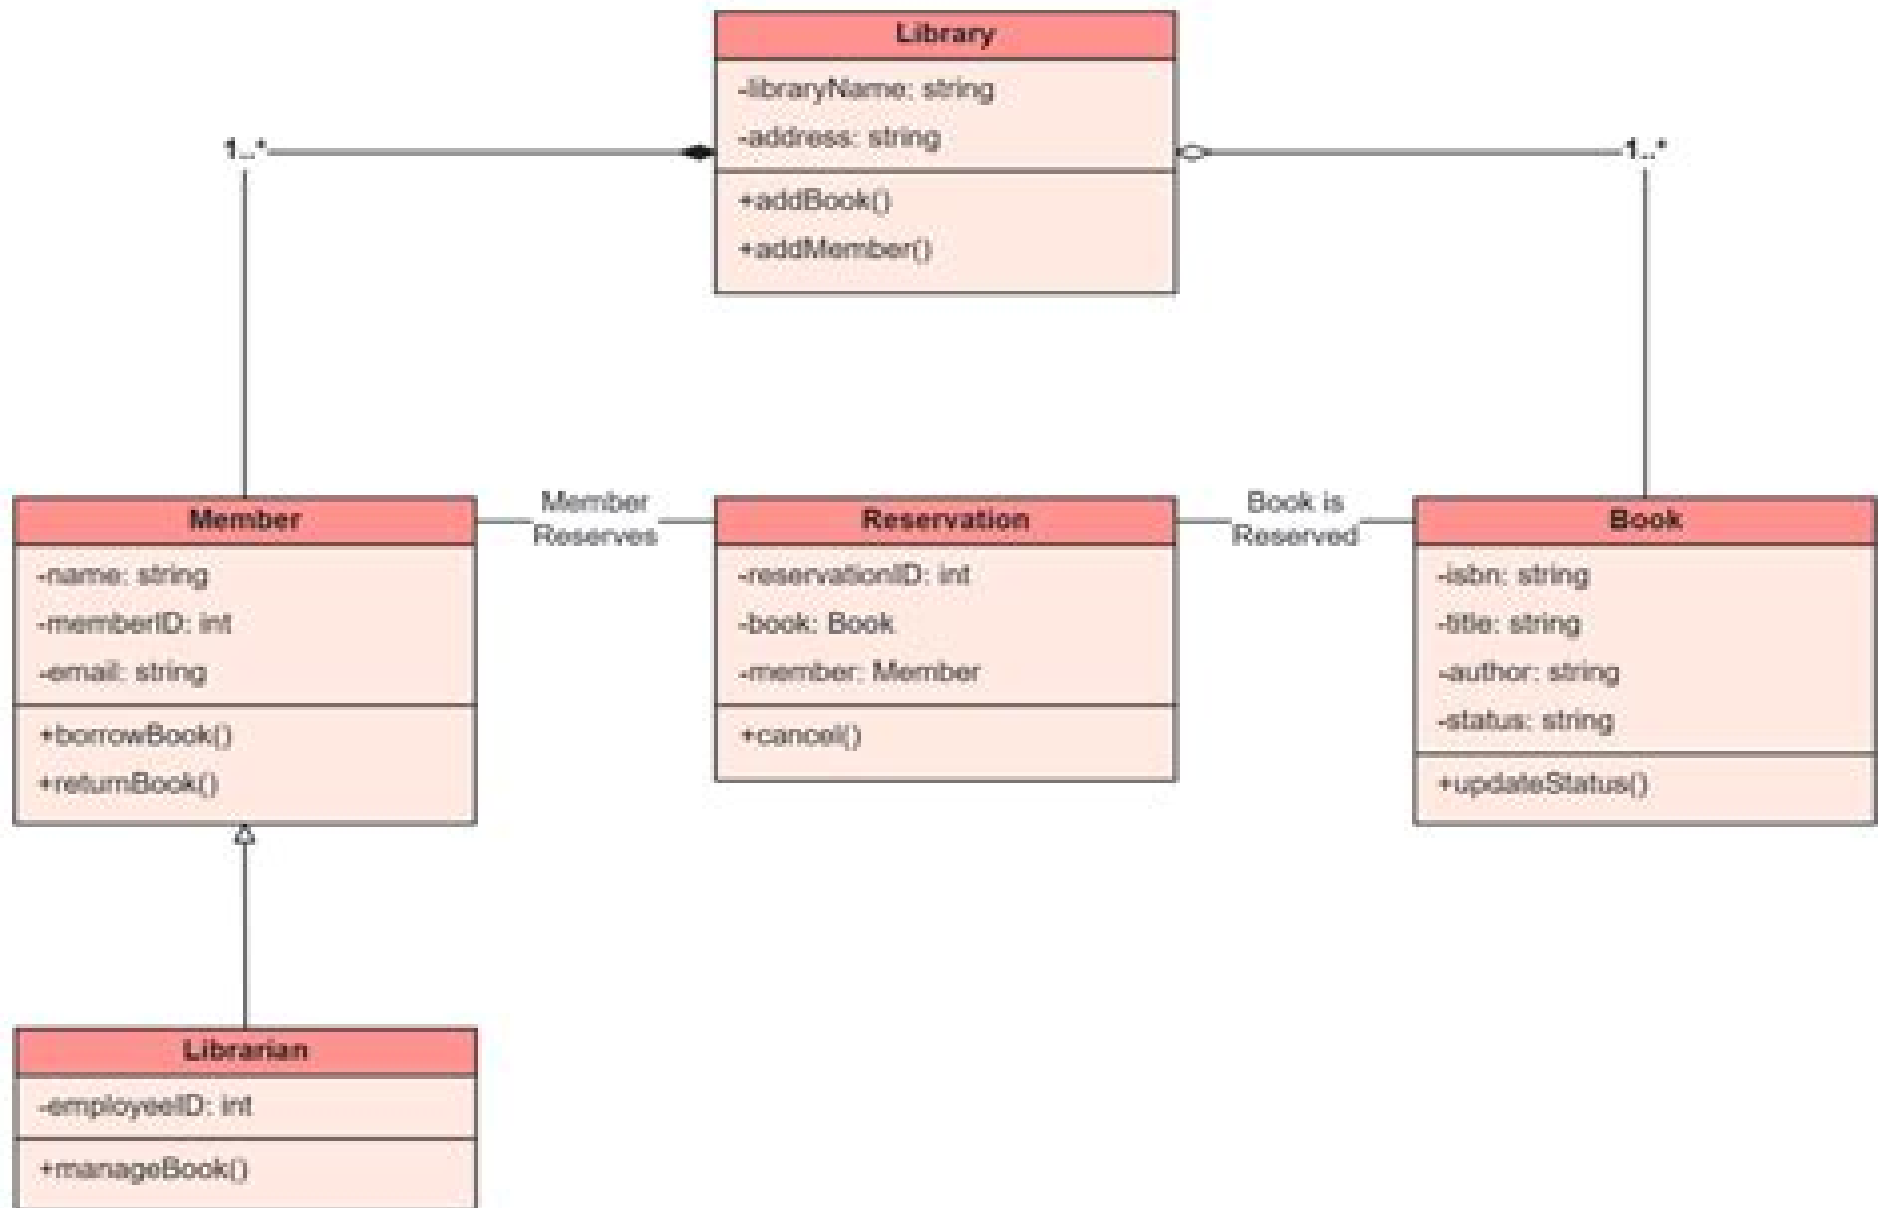 Library
-libraryName: string
-address: string
+addBook()
+addMember()
1..*
1..*
Member
Reserves
Book is
Reserved
Member
-name: string
-memberID: int
-email: string
+borrowBook()
+returnBook()
Reservation
-reservationID: int
-book: Book
-member: Member
+cancel()
Book
-isbn: string
-title: string
-author: string
-status: string
+updateStatus()
Librarian
-employeeID: int
+manageBook()